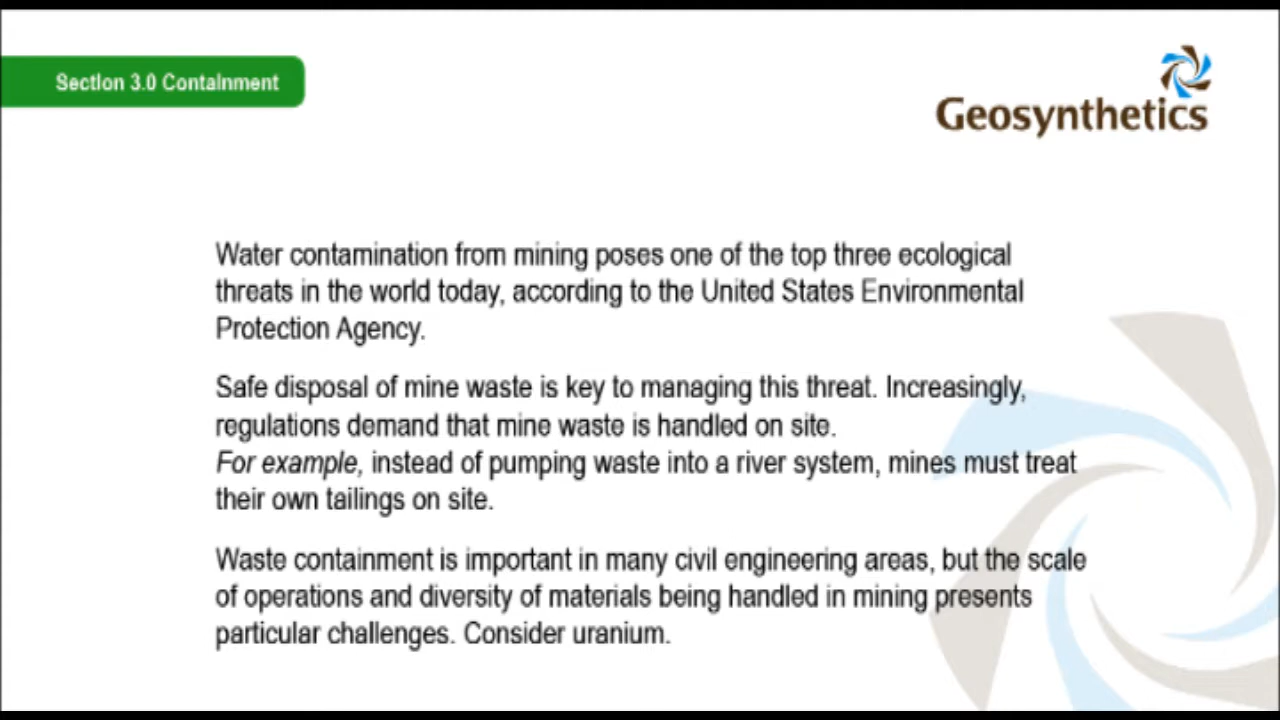 Section 3.0 Containment
Geosynthetics
Water contamination from mining poses one of the top three ecological
threats in the world today, according to the United States Environmental
Protection Agency.
Safe disposal of mine waste is key to managing this threat. Increasingly,
regulations demand that mine waste is handled on site.
For example, instead of pumping waste into a river system, mines must treat
their own tailings on site.
Waste containment is important in many civil engineering areas, but the scale
of operations and diversity of materials being handled in mining presents
particular challenges. Consider uranium.